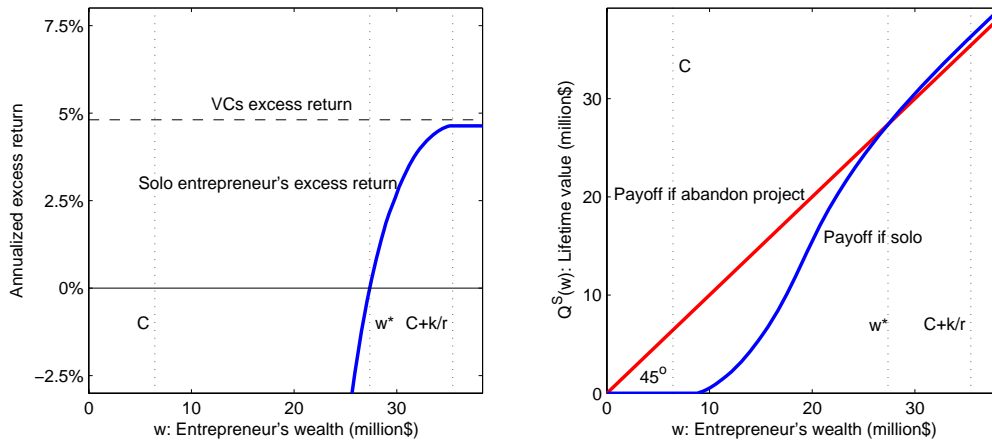 7.5%
5%
2.5%
0%
−2.5%
Annualized excess return
VCs excess return
Solo entrepreneur's excess return
C
w*
C+k/r
0
10
20
30
w: Entrepreneur's wealth (million$)
30
20
10
0
Q^S(w): Lifetime value (million$)
C
Payoff if abandon project
Payoff if solo
w*
C+k/r
45°
0
10
20
30
w: Entrepreneur's wealth (million$)